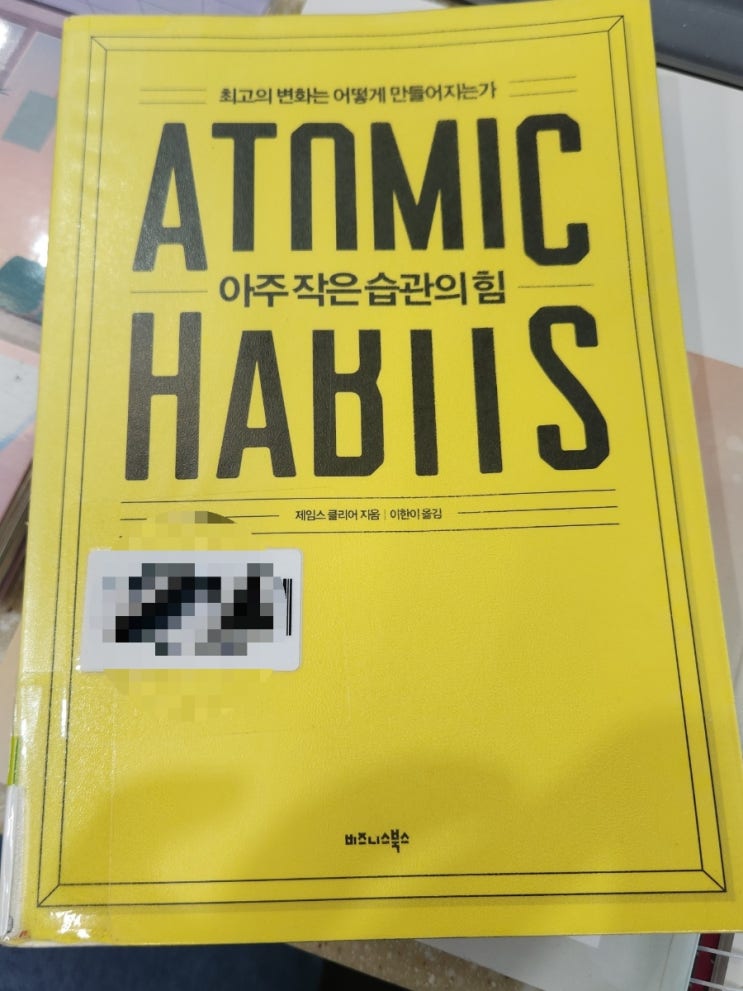 최고의 변화는 어떻게 만들어지는가
ATOMIC
아주 작은 습관의 힘
HABITS
제임스 클리어 지음 | 이한이 옮김
비즈니스북스